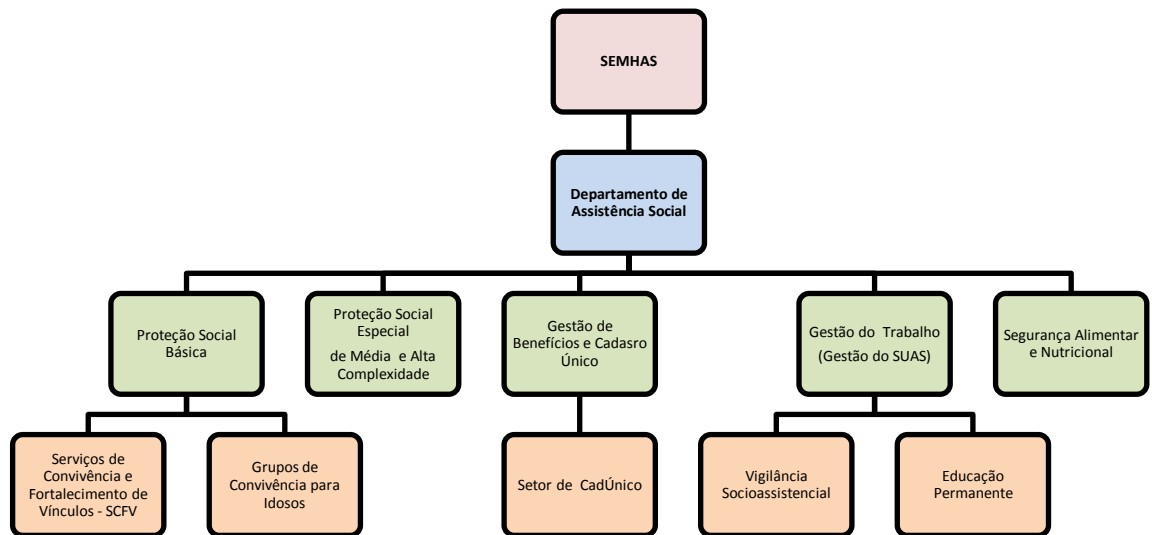 SEMHAS
Departamento de
Assistência Social
Proteção Social
Básica
Proteção Social
Especial
de Média e Alta
Complexidade
Gestão de
Benefícios e Cadasro
Único
Gestão do Trabalho
(Gestão do SUAS)
Segurança Alimentar
e Nutricional
Serviços de
Convivência e
Fortalecimento de
Vínculos - SCFV
Grupos de
Convivência para
Idosos
Setor de CadÚnico
Vigilância
Socioassistencial
Educação
Permanente